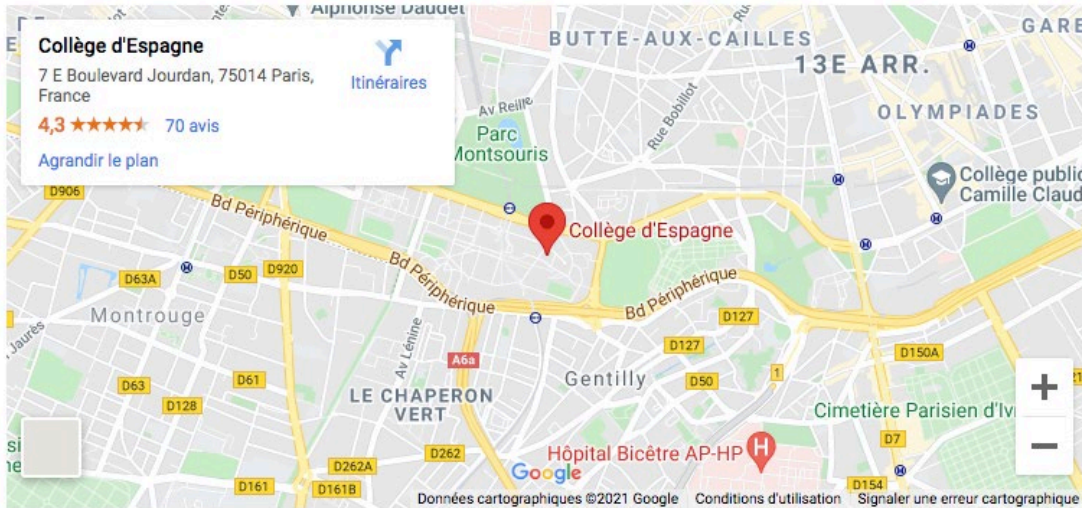 Alphonse Daudet
Collège d'Espagne
7 E Boulevard Jourdan, 75014 Paris,
France
4,3
70 avis
Agrandir le plan
Itinéraires
BUTTE-AUX-CAILLES
GARE
13E ARR.
OLYMPIADES
Av Reille
Rue Bobillot
Parc
Montsouris
Collège public
Camille Claud
D906
Bd Périphérique
Collège d'Espagne
D63A
D50
D920
Bd Périphérique
Bd Périphérique
Montrouge
Jaurès
Av Lénine
D127
D127
D150A
A6a
D63
D61
D128
LE CHAPERON
VERT
Gentilly
D50
1
21
+
Cimetière Parisien d'Ivr
−
D7
D262A
D262
Hôpital Bicêtre AP-HP
H
D161
D161B
Google
D154
Données cartographiques ©2021 Google
Conditions d'utilisation
Signaler une erreur cartographique